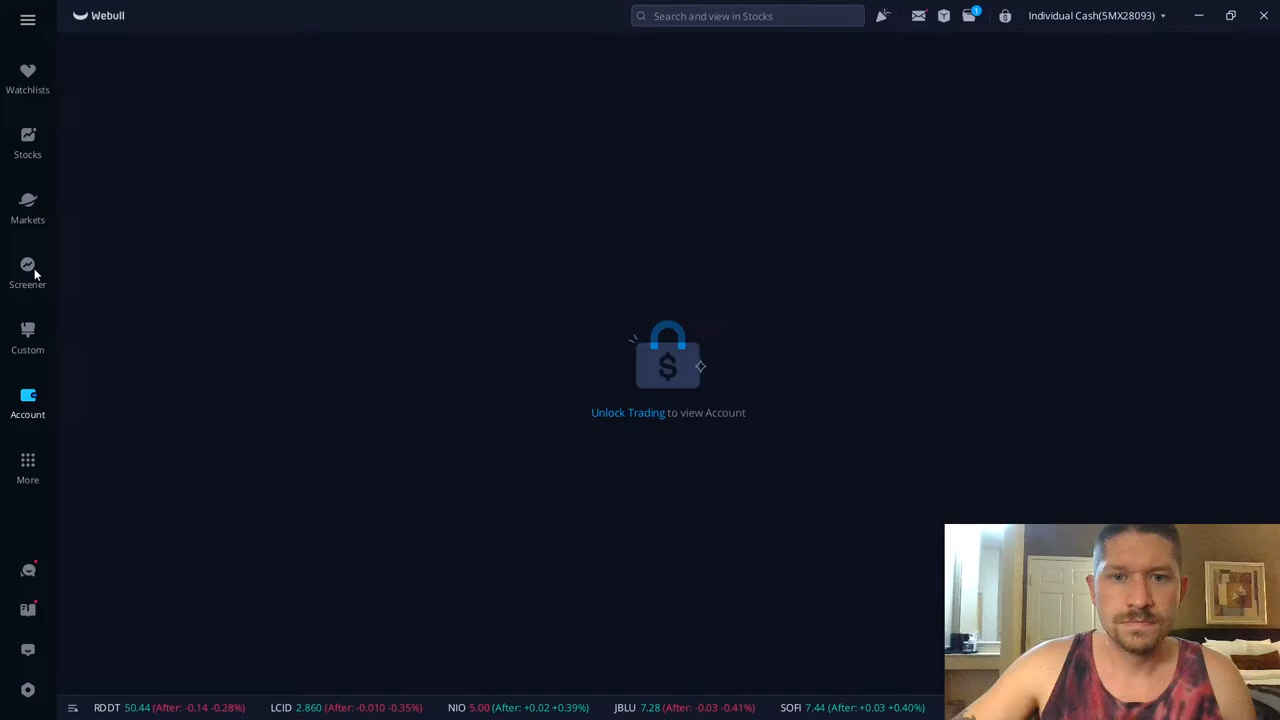 Webull
Search and view in Stocks
1
Individual Cash(5MX28093)
Watchlists
Stocks
Markets
Screener
Custom
Account
More
$
Unlock Trading to view Account
RDDT 50.44 (After: -0.14 -0.28%) LCID 2.860 (After: -0.010 -0.35%) NIO 5.00 (After: +0.02 +0.39%) JBLU 7.28 (After: -0.03 -0.41%) SOFI 7.44 (After: +0.03 +0.40%)